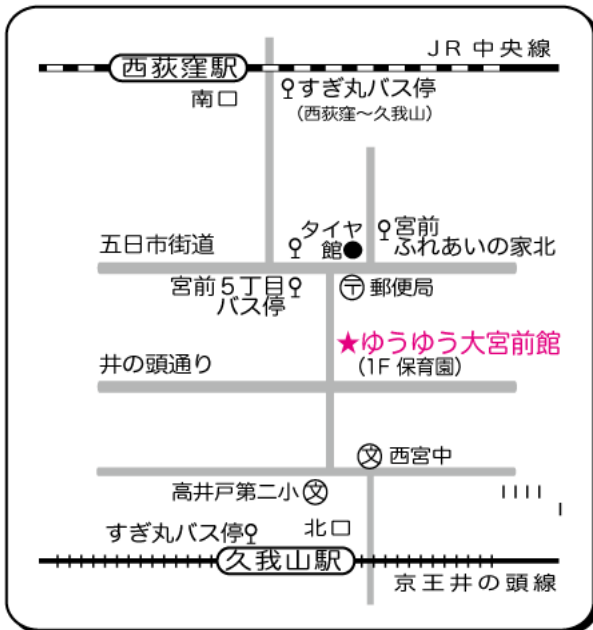 JR 中央線
西荻窪駅
南口
すぎ丸バス停
(西荻窪〜久我山)
タイヤ
館
宮前
ふれあいの家北
五日市街道
宮前5丁目
バス停
〒郵便局
★ゆうゆう大宮前館
(1F 保育園)
井の頭通り
文 西宮中
高井戸第二小 文
すぎ丸バス停
北口
久我山駅
京王井の頭線